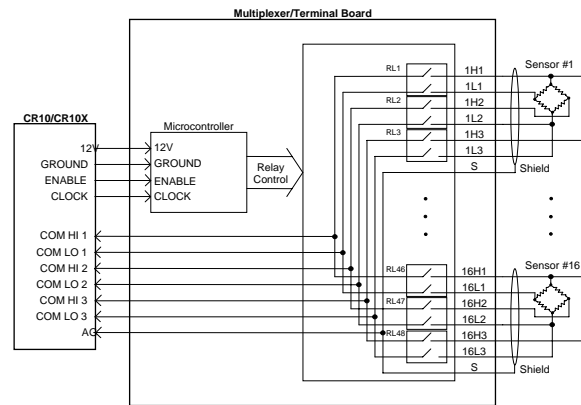 Multiplexer/Terminal Board
CR10/CR10X
12V
GROUND
ENABLE
CLOCK
COM HI 1
COM LO 1
COM HI 2
COM LO 2
COM HI 3
COM LO 3
AG
Microcontroller
12V
GROUND
ENABLE
CLOCK
Relay
Control
RL1
RL2
RL3
1H1
1L1
1H2
1L2
1H3
1L3
S
Sensor #1
Shield
RL46
RL47
RL48
16H1
16L1
16H2
16L2
16H3
16L3
S
Sensor #16
Shield